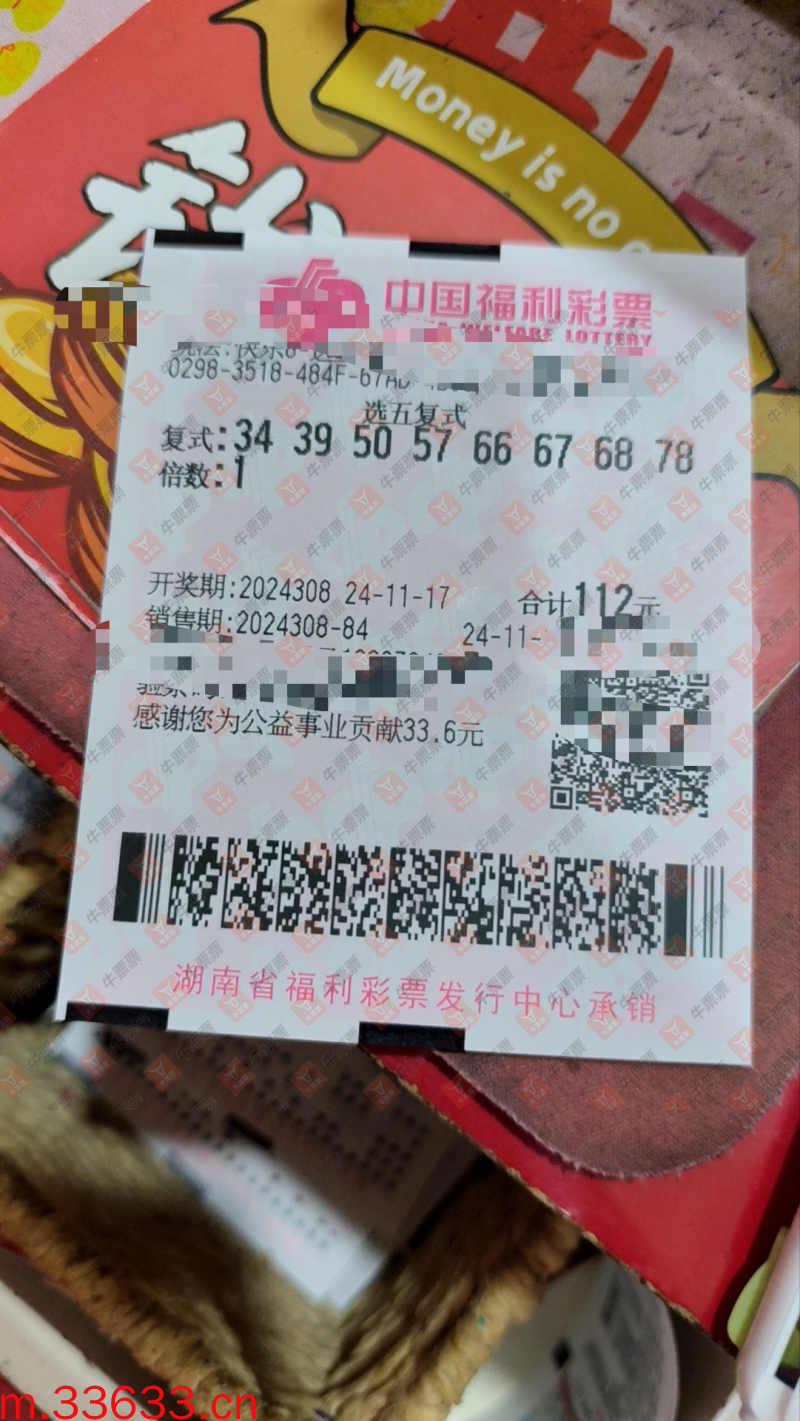 Money is no
中国福利彩票
WELFARE LOTTERY
0298-3518-484F-67AD
选五复式
复式:34 39 50 57 66 67 68 78
倍数:1
开奖期:2024308 24-11-17 合计112元
销售期:2024308-84 24-11-
感谢您为公益事业贡献33.6元
湖南省福利彩票发行中心承销
牛票票
m.33633.cn